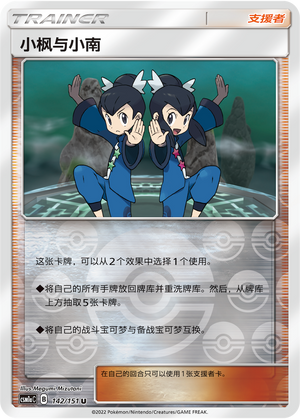 TRAINER
支援者
小枫与小南
这张卡牌，可以从2个效果中选择1个使用。
◆将自己的所有手牌放回牌库并重洗牌库。然后，从牌库
上方抽取5张卡牌。
◆将自己的战斗宝可梦与备战宝可梦互换。
Illus. Megumi Mizutani
在自己的回合只可以使用1张支援者卡。
CSM1aC 142/151 U
©2022 Pokémon/Nintendo/Creatures/GAME FREAK.